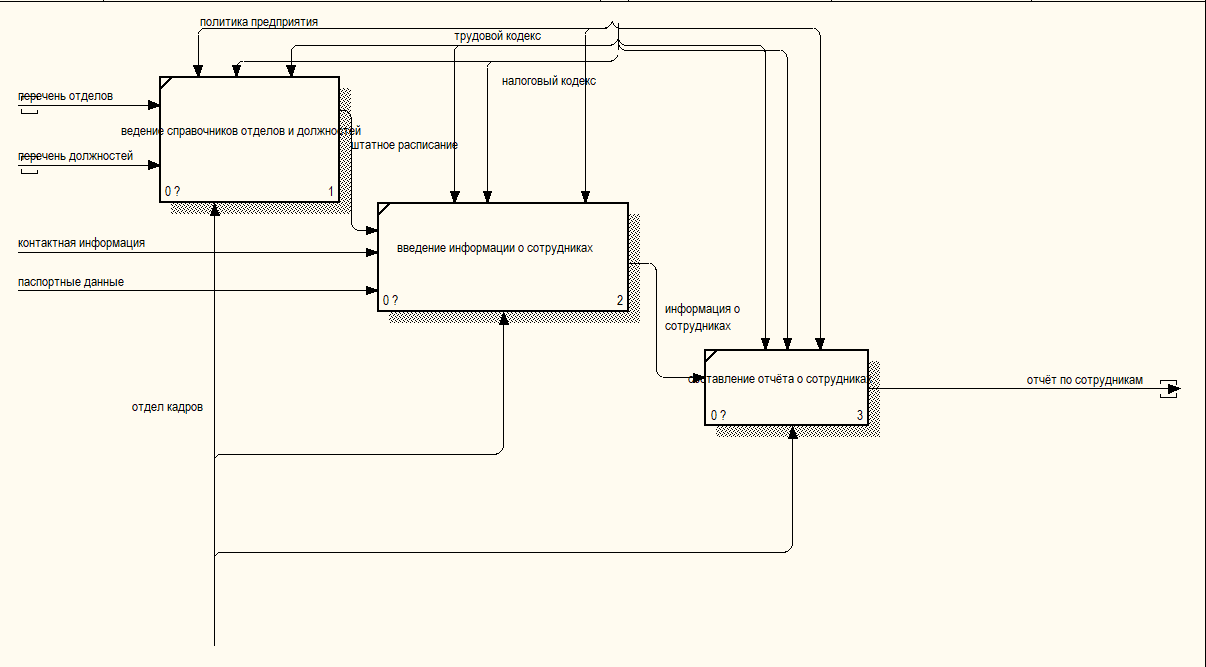 политика предприятия
трудовой кодекс
налоговый кодекс
перечень отделов
ведение справочников отделов и должностей
штатное расписание
перечень должностей
0 ?
1
контактная информация
введение информации о сотрудниках
паспортные данные
0 ?
2
информация о
сотрудниках
составление отчёта о сотрудниках
отчёт по сотрудникам
отдел кадров
0 ?
3